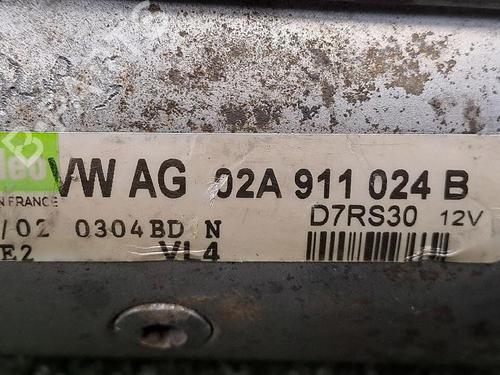 VW AG 02A 911 024 B
N FRANCE D7RS30 12V
/02 0304BD N
E2 VL4